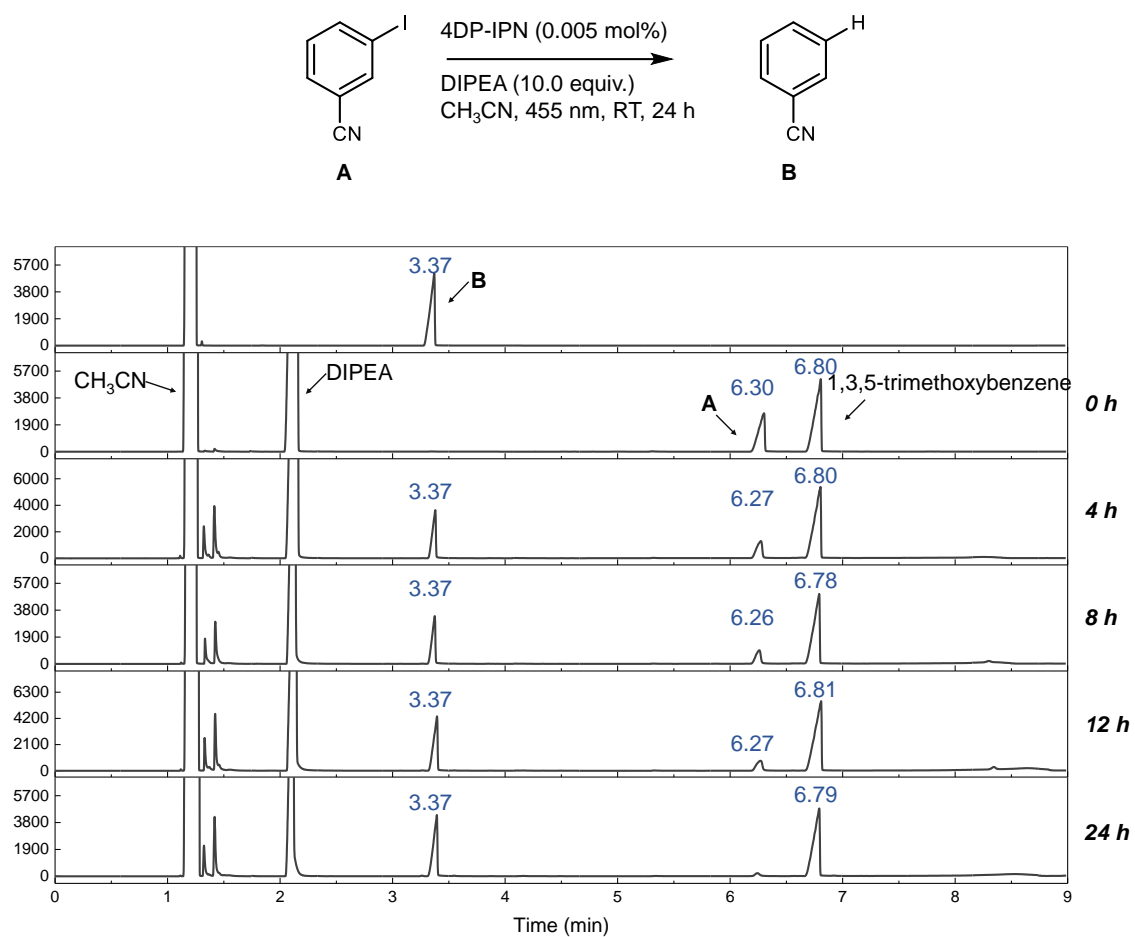 I
CN
A
4DP-IPN (0.005 mol%)
DIPEA (10.0 equiv.)
CH₃CN, 455 nm, RT, 24 h
H
CN
B
5700
3800
1900
0
3.37
B
5700
3800
1900
0
CH₃CN
DIPEA
A
6.30
6.80
1,3,5-trimethoxybenzene
0 h
6000
4000
2000
0
3.37
6.27
6.80
4 h
5700
3800
1900
0
3.37
6.26
6.78
8 h
6300
4200
2100
0
3.37
6.27
6.81
12 h
5700
3800
1900
0
3.37
6.79
24 h
0 1 2 3 4 5 6 7 8 9
Time (min)